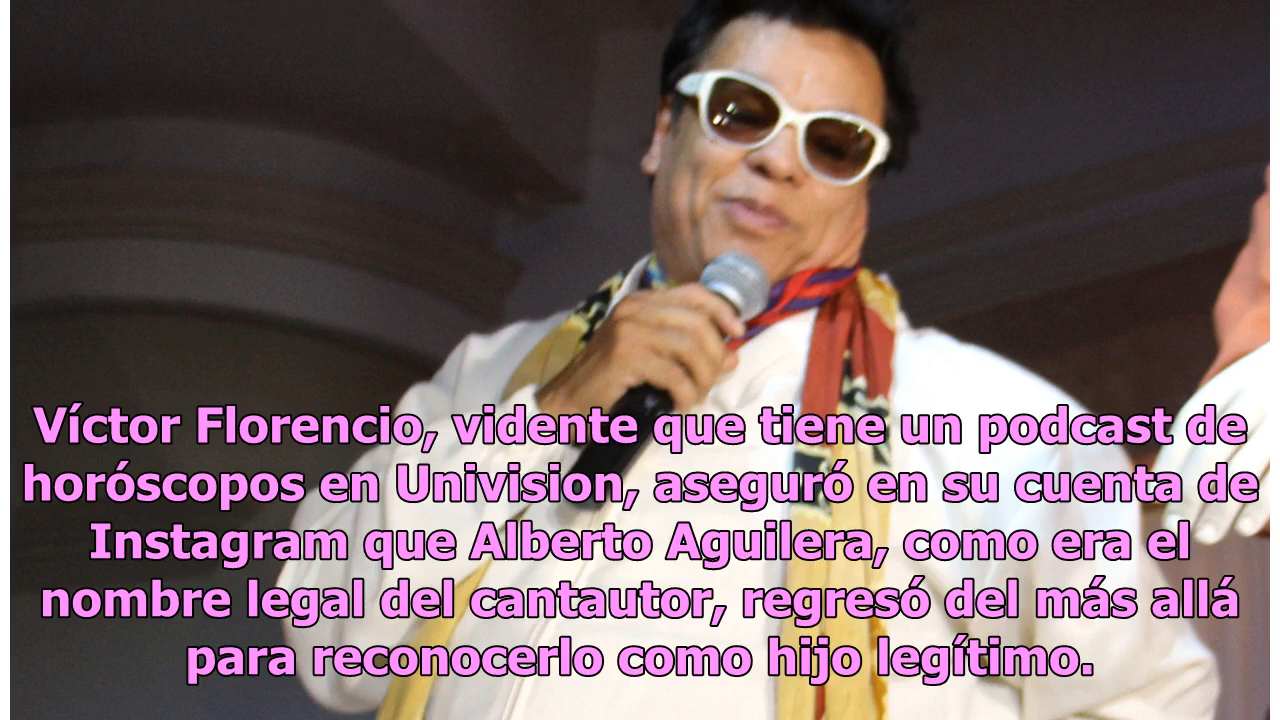 Víctor Florencio, vidente que tiene un podcast de
horóscopos en Univision, aseguró en su cuenta de
Instagram que Alberto Aguilera, como era el
nombre legal del cantautor, regresó del más allá
para reconocerlo como hijo legítimo.